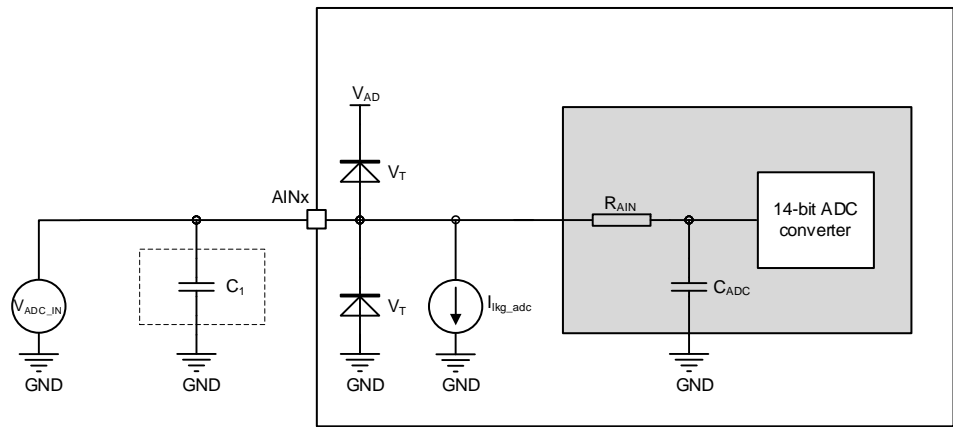 V_AD
V_T
AINx
R_AIN
14-bit ADC
converter
V_ADC_IN
C_1
V_T
I_lkg_adc
C_ADC
GND
GND
GND
GND
GND